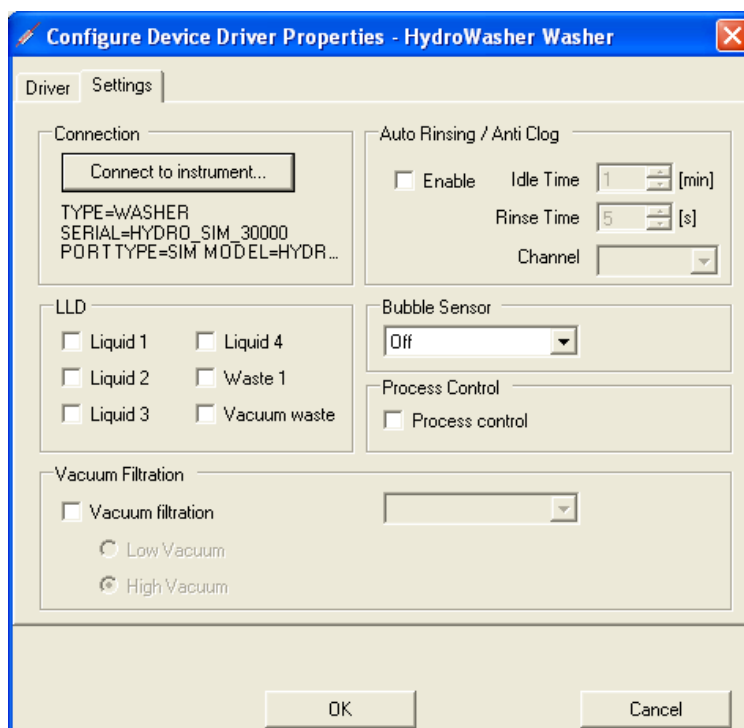 Configure Device Driver Properties - HydroWasher Washer
Driver Settings
Connection
Connect to instrument...
TYPE=WASHER
SERIAL=HYDRO_SIM_30000
PORTTYPE=SIM MODEL=HYDR...
Auto Rinsing / Anti Clog
Enable Idle Time 1 [min]
Rinse Time 5 [s]
Channel
LLD
Liquid 1 Liquid 4
Liquid 2 Waste 1
Liquid 3 Vacuum waste
Bubble Sensor
Off
Process Control
Process control
Vacuum Filtration
Vacuum filtration
Low Vacuum
High Vacuum
OK Cancel